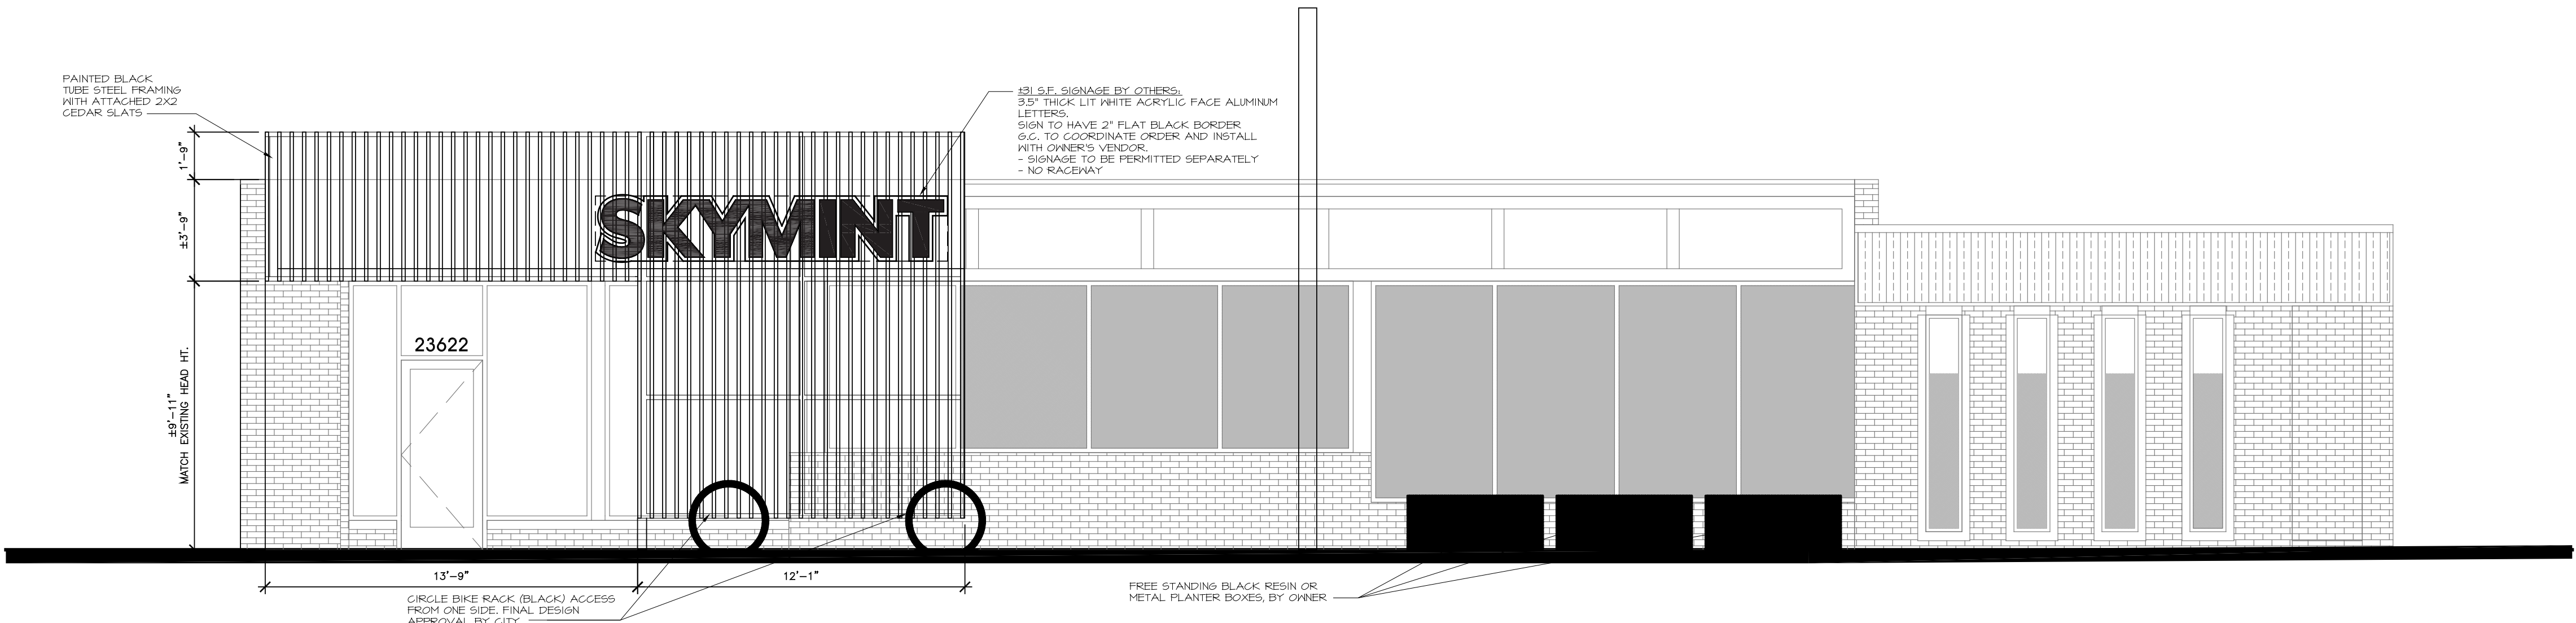 PAINTED BLACK
TUBE STEEL FRAMING
WITH ATTACHED 2X2
CEDAR SLATS
±31 S.F. SIGNAGE BY OTHERS:
3.5" THICK LIT WHITE ACRYLIC FACE ALUMINUM
LETTERS.
SIGN TO HAVE 2" FLAT BLACK BORDER
G.C. TO COORDINATE ORDER AND INSTALL
WITH OWNER'S VENDOR.
- SIGNAGE TO BE PERMITTED SEPARATELY
- NO RACEWAY
1'-9"
±3'-9"
±9'-11"
MATCH EXISTING HEAD HT.
SKYMINT
23622
13'-9"
12'-1"
CIRCLE BIKE RACK (BLACK) ACCESS
FROM ONE SIDE. FINAL DESIGN
APPROVAL BY CITY
FREE STANDING BLACK RESIN OR
METAL PLANTER BOXES, BY OWNER